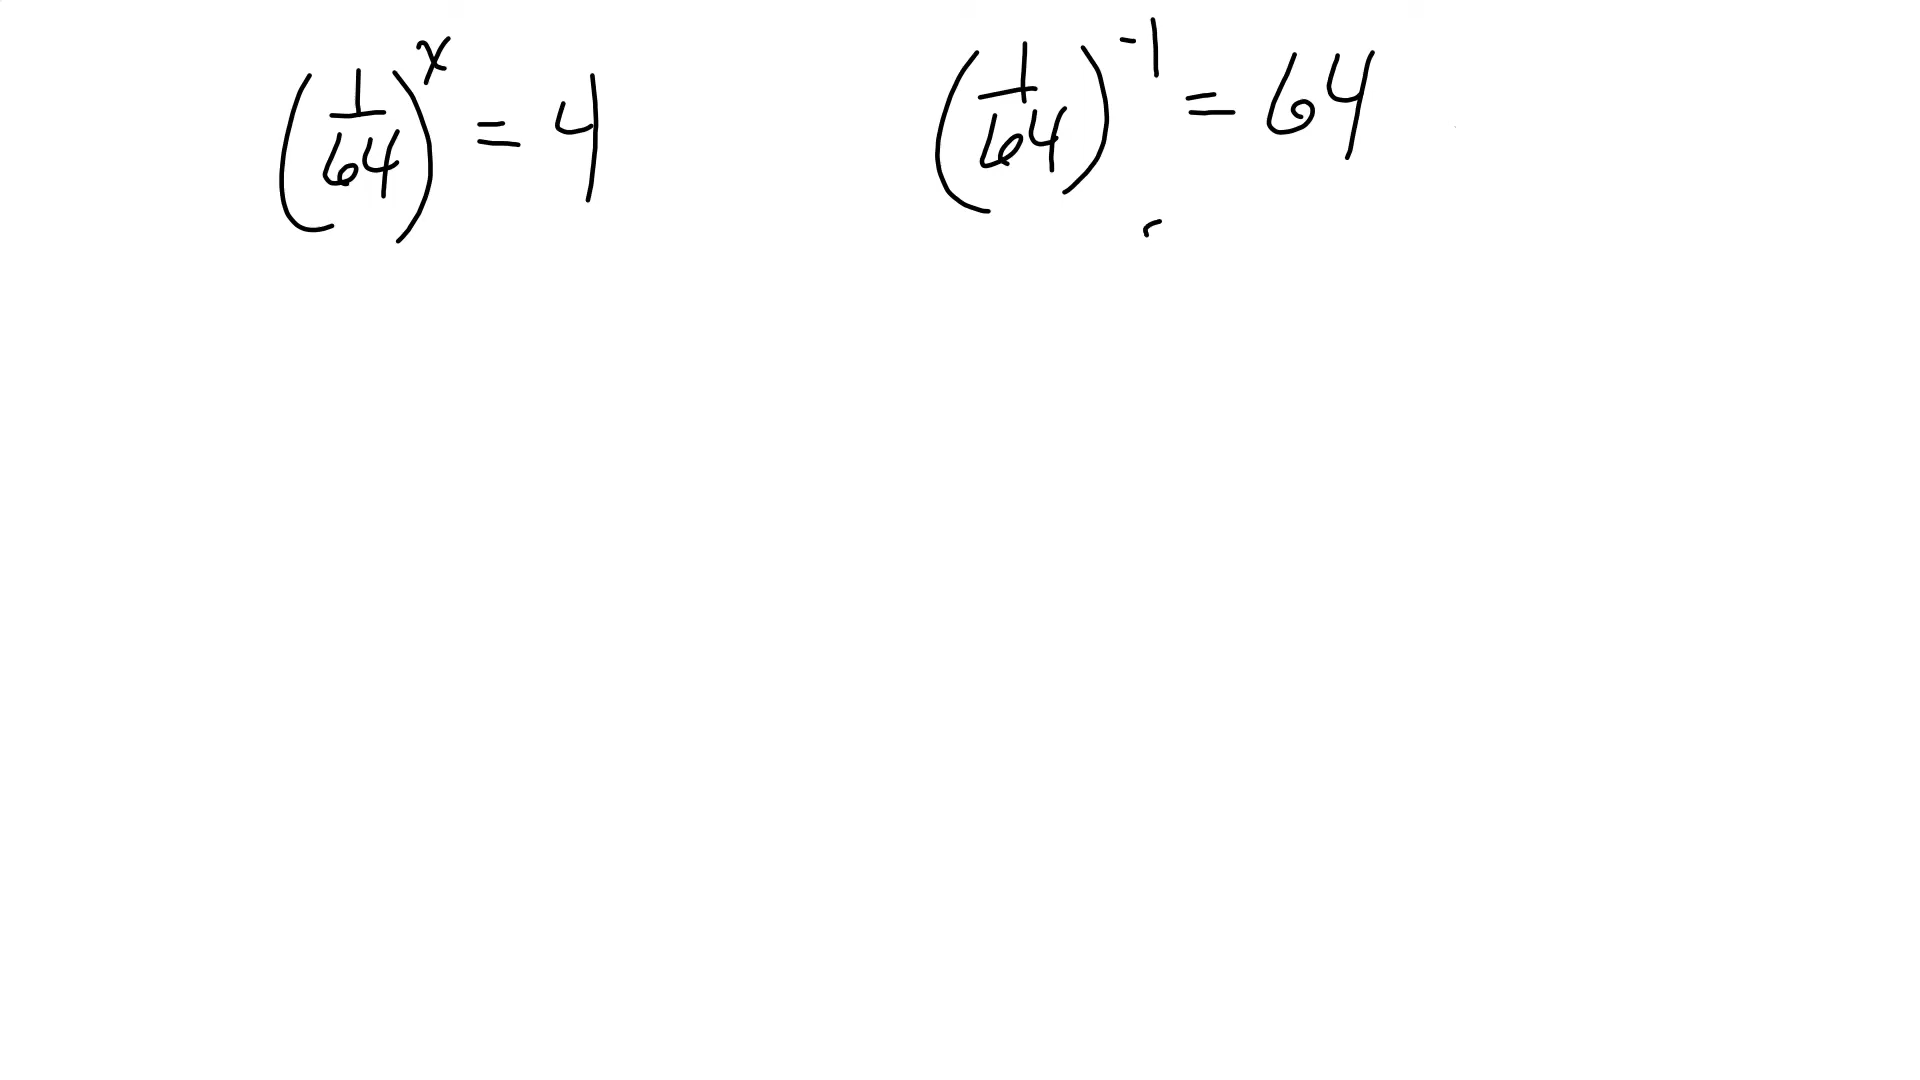 (1/64)^x = 4
(1/64)^-1 = 64